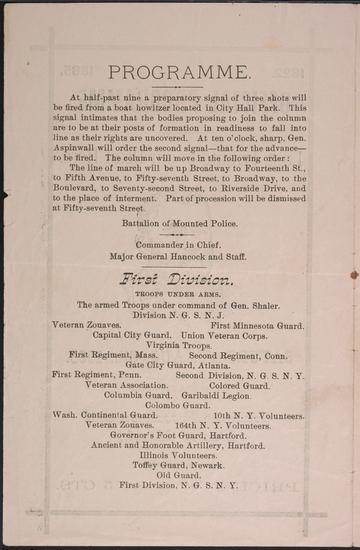 PROGRAMME.
At half-past nine a preparatory signal of three shots will
be fired from a boat howitzer located in City Hall Park. This
signal intimates that the bodies proposing to join the column
are to be at their posts of formation in readiness to fall into
line as their rights are uncovered. At ten o'clock, sharp, Gen.
Aspinwall will order the second signal—that for the advance—
to be fired. The column will move in the following order:
The line of march will be up Broadway to Fourteenth St.,
to Fifth Avenue, to Fifty-seventh Street, to Broadway, to the
Boulevard, to Seventy-second Street, to Riverside Drive, and
to the place of interment. Part of procession will be dismissed
at Fifty-seventh Street.
Battalion of Mounted Police.
Commander in Chief.
Major General Hancock and Staff.
First Division.
TROOPS UNDER ARMS.
The armed Troops under command of Gen. Shaler.
Division N. G. S. N. J.
Veteran Zouaves. First Minnesota Guard.
Capital City Guard. Union Veteran Corps.
Virginia Troops.
First Regiment, Mass. Second Regiment, Conn.
Gate City Guard, Atlanta.
First Regiment, Penn. Second Division, N. G. S. N. Y.
Veteran Association. Colored Guard.
Columbia Guard. Garibaldi Legion.
Colombo Guard.
Wash. Continental Guard. 10th N. Y. Volunteers.
Veteran Zouaves. 164th N. Y. Volunteers.
Governor's Foot Guard, Hartford.
Ancient and Honorable Artillery, Hartford.
Illinois Volunteers.
Toffey Guard, Newark.
Old Guard.
First Division, N. G. S. N. Y.